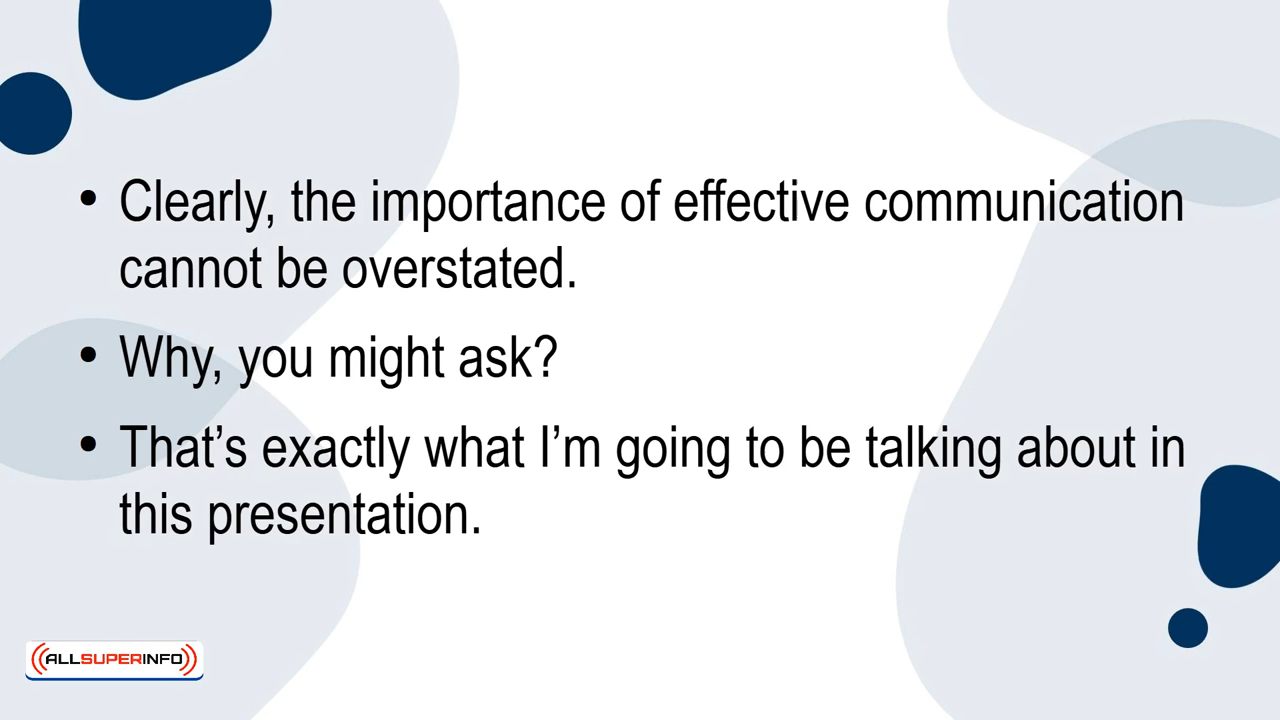 • Clearly, the importance of effective communication
cannot be overstated.
• Why, you might ask?
• That’s exactly what I’m going to be talking about in
this presentation.
ALLSUPERINFO